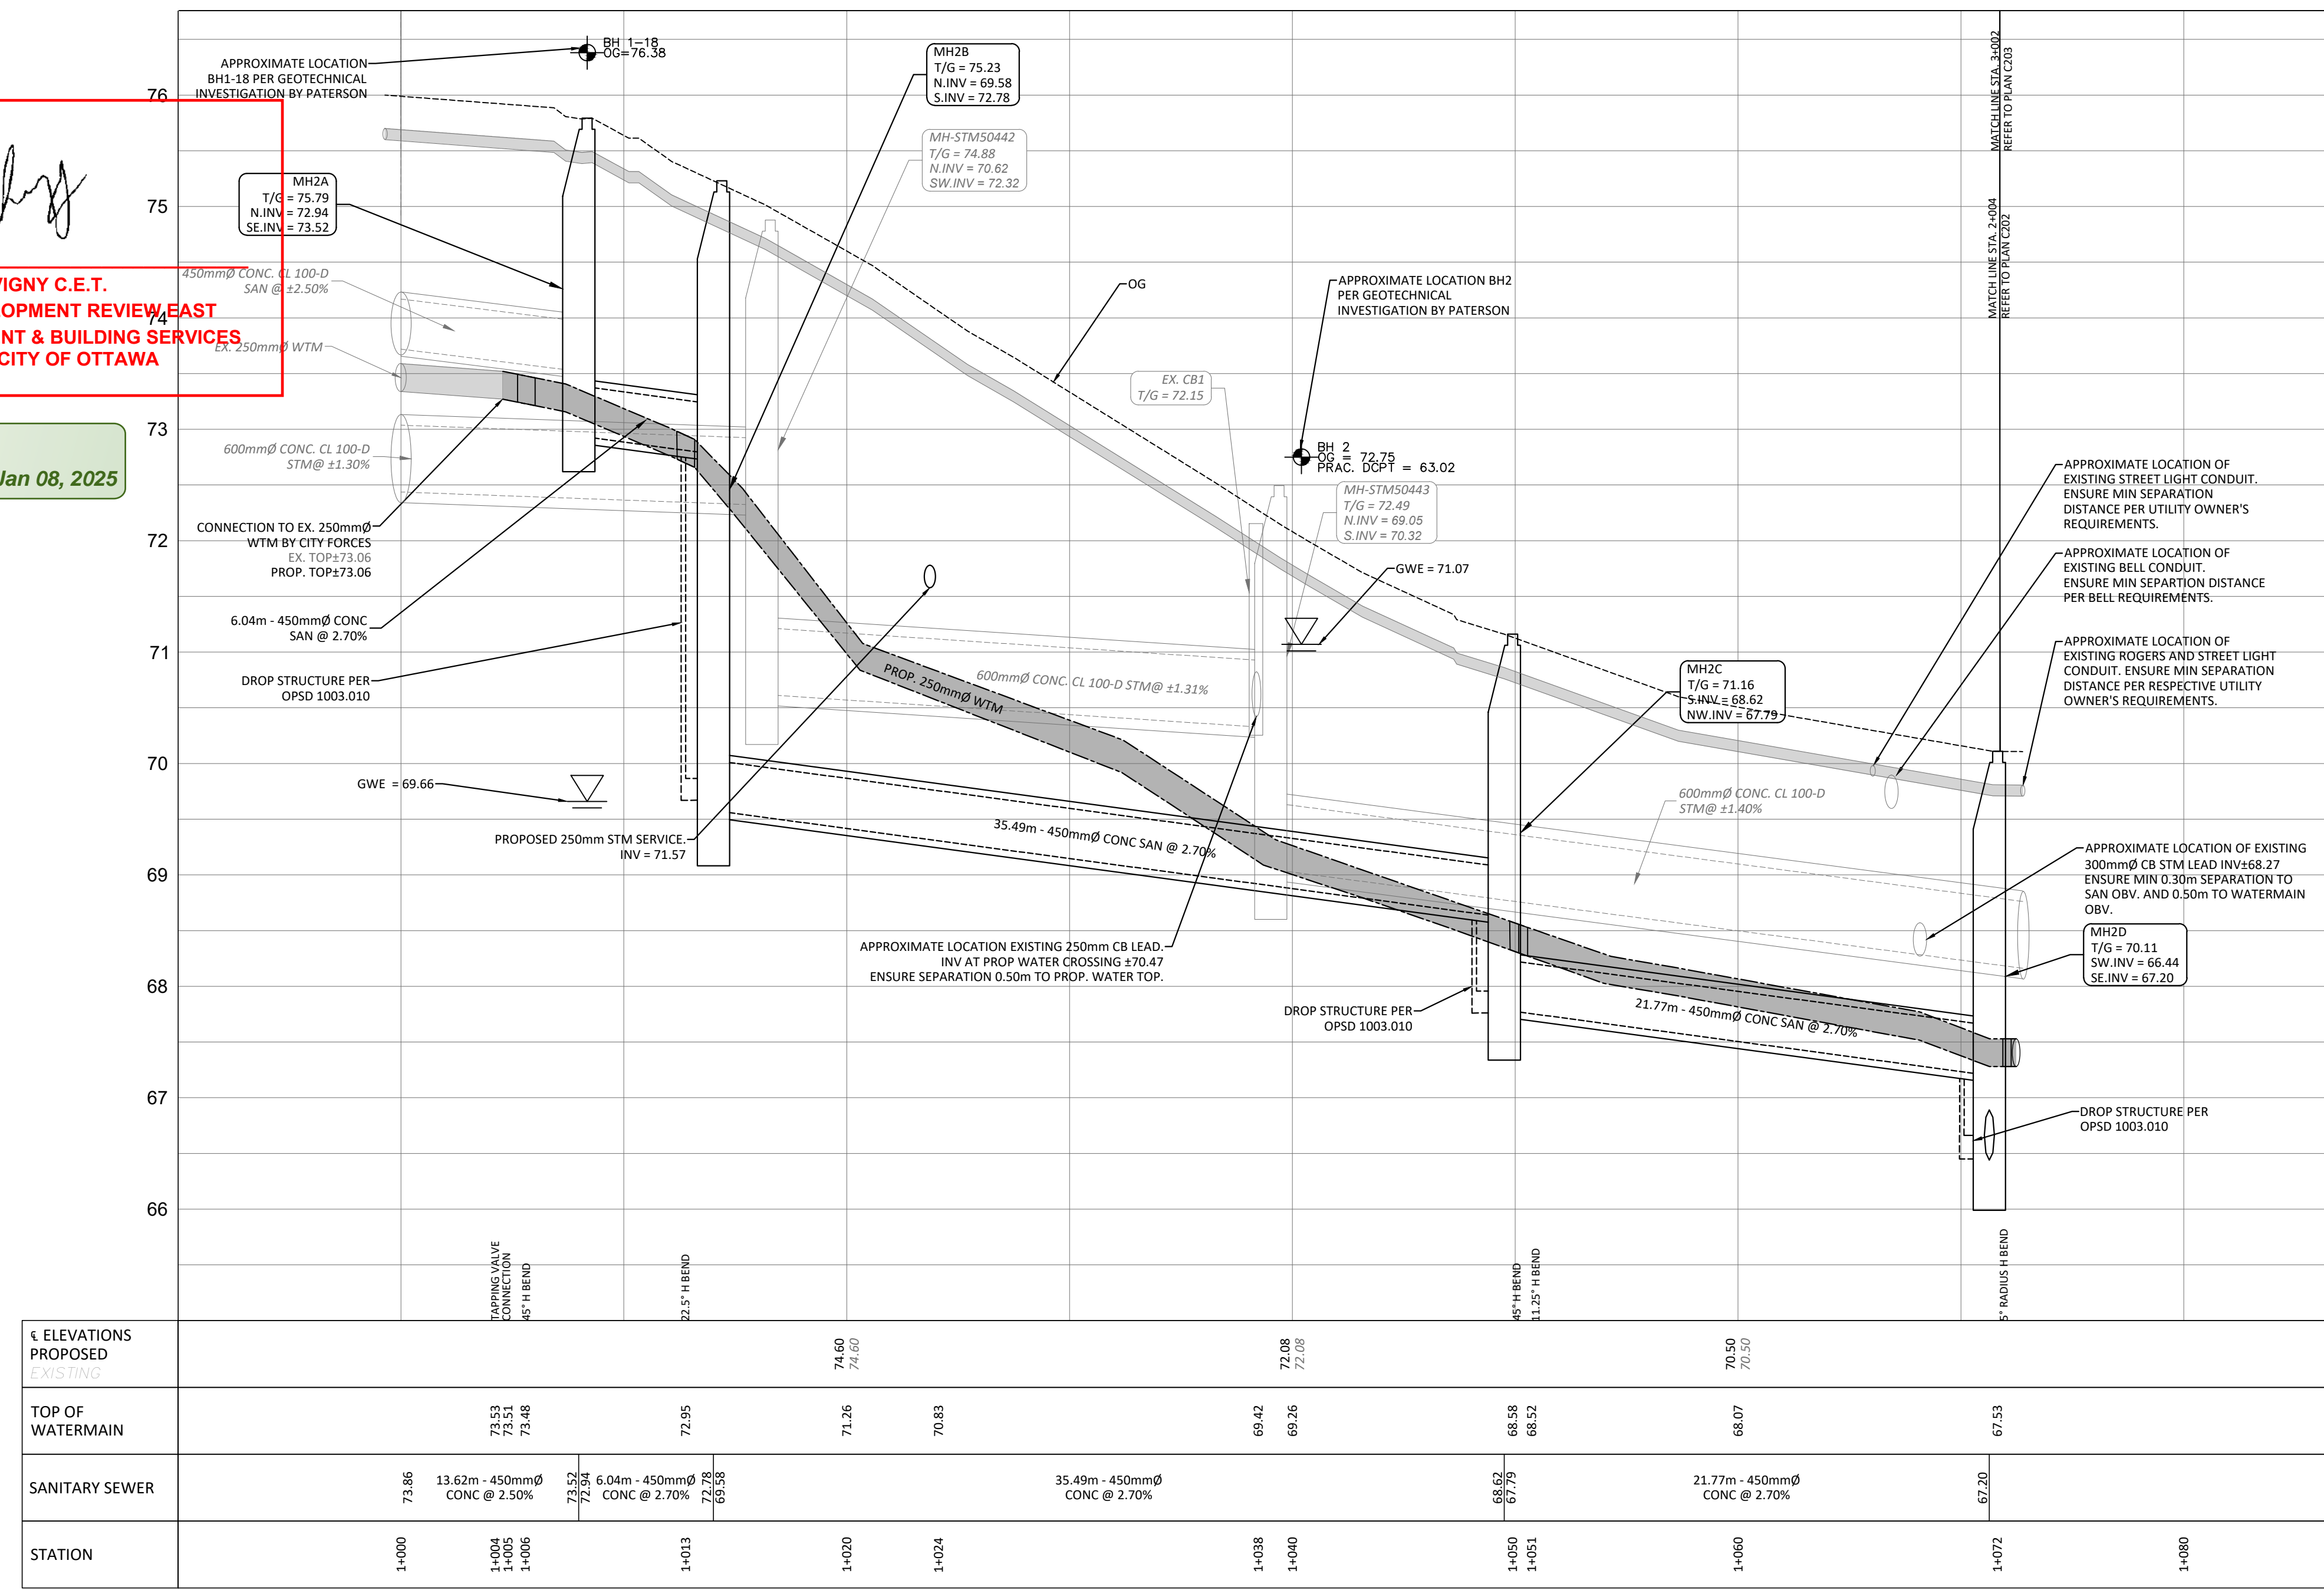 BH 1-18
OG=76.38
APPROXIMATE LOCATION
BH1-18 PER GEOTECHNICAL
INVESTIGATION BY PATERSON
MH2B
T/G = 75.23
N.INV = 69.58
S.INV = 72.78
MH-STM50442
T/G = 74.88
N.INV = 70.62
SW.INV = 72.32
MATCH LINE STA. 3+002
REFER TO PLAN C203
MATCH LINE STA. 2+004
REFER TO PLAN C202
76
75
74
73
72
71
70
69
68
67
66
MH2A
T/G = 75.79
N.INV = 72.94
SE.INV = 73.52
VIGNY C.E.T.
LOPMENT REVIEW EAST
NT & BUILDING SERVICES
CITY OF OTTAWA
Jan 08, 2025
450mmØ CONC. CL 100-D
SAN @ ±2.50%
EX. 250mmØ WTM
600mmØ CONC. CL 100-D
STM@ ±1.30%
CONNECTION TO EX. 250mmØ
WTM BY CITY FORCES
EX. TOP±73.06
PROP. TOP±73.06
6.04m - 450mmØ CONC
SAN @ 2.70%
DROP STRUCTURE PER
OPSD 1003.010
GWE = 69.66
PROPOSED 250mm STM SERVICE.
INV = 71.57
OG
APPROXIMATE LOCATION BH2
PER GEOTECHNICAL
INVESTIGATION BY PATERSON
EX. CB1
T/G = 72.15
BH 2
OG = 72.75
PRAC. DCPT = 63.02
MH-STM50443
T/G = 72.49
N.INV = 69.05
S.INV = 70.32
GWE = 71.07
PROP. 250mmØ WTM
600mmØ CONC. CL 100-D STM@ ±1.31%
35.49m - 450mmØ CONC SAN @ 2.70%
APPROXIMATE LOCATION EXISTING 250mm CB LEAD.
INV AT PROP WATER CROSSING ±70.47
ENSURE SEPARATION 0.50m TO PROP. WATER TOP.
MH2C
T/G = 71.16
S.INV = 68.62
NW.INV = 67.79
600mmØ CONC. CL 100-D
STM@ ±1.40%
DROP STRUCTURE PER
OPSD 1003.010
21.77m - 450mmØ CONC SAN @ 2.70%
APPROXIMATE LOCATION OF
EXISTING STREET LIGHT CONDUIT.
ENSURE MIN SEPARATION
DISTANCE PER UTILITY OWNER'S
REQUIREMENTS.
APPROXIMATE LOCATION OF
EXISTING BELL CONDUIT.
ENSURE MIN SEPARTION DISTANCE
PER BELL REQUIREMENTS.
APPROXIMATE LOCATION OF
EXISTING ROGERS AND STREET LIGHT
CONDUIT. ENSURE MIN SEPARATION
DISTANCE PER RESPECTIVE UTILITY
OWNER'S REQUIREMENTS.
APPROXIMATE LOCATION OF EXISTING
300mmØ CB STM LEAD INV±68.27
ENSURE MIN 0.30m SEPARATION TO
SAN OBV. AND 0.50m TO WATERMAIN
OBV.
MH2D
T/G = 70.11
SW.INV = 66.44
SE.INV = 67.20
DROP STRUCTURE PER
OPSD 1003.010
TAPPING VALVE
CONNECTION
45° H BEND
22.5° H BEND
45° H BEND
11.25° H BEND
5° RADIUS H BEND
℄ ELEVATIONS
PROPOSED
EXISTING
74.60
74.60
72.08
72.08
70.50
70.50
TOP OF
WATERMAIN
73.53
73.51
73.48
72.95
71.26
70.83
69.42
69.26
68.58
68.52
68.07
67.53
SANITARY SEWER
73.86
13.62m - 450mmØ
CONC @ 2.50%
73.52
72.94
6.04m - 450mmØ
CONC @ 2.70%
72.78
69.58
35.49m - 450mmØ
CONC @ 2.70%
68.62
67.79
21.77m - 450mmØ
CONC @ 2.70%
67.20
STATION
1+000
1+004
1+005
1+006
1+013
1+020
1+024
1+038
1+040
1+050
1+051
1+060
1+072
1+080